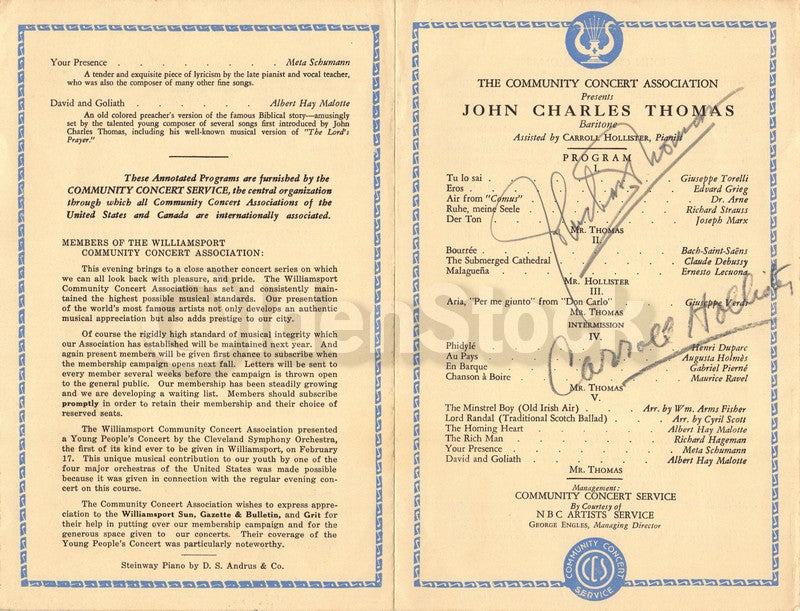 Your Presence . . . . . . . Meta Schumann
A tender and exquisite piece of lyricism by the late pianist and vocal teacher,
who was also the composer of many other fine songs.
David and Goliath . . . . . . . Albert Hay Malotte
An old colored preacher's version of the famous Biblical story—amusingly
set by the talented young composer of several songs first introduced by John
Charles Thomas, including his well-known musical version of "The Lord's
Prayer."
These Annotated Programs are furnished by the
COMMUNITY CONCERT SERVICE, the central organization
through which all Community Concert Associations of the
United States and Canada are internationally associated.
MEMBERS OF THE WILLIAMSPORT
COMMUNITY CONCERT ASSOCIATION:
This evening brings to a close another concert series on which
we can all look back with pleasure, and pride. The Williamsport
Community Concert Association has set and consistently main-
tained the highest possible musical standards. Our presentation
of the world's most famous artists not only develops an authentic
musical appreciation but also adds prestige to our city.
Of course the rigidly high standard of musical integrity which
our Association has established will be maintained next year. And
again present members will be given first chance to subscribe when
the membership campaign opens next fall. Letters will be sent to
every member several weeks before the campaign is thrown open
to the general public. Our membership has been steadily growing
and we are developing a waiting list. Members should subscribe
promptly in order to retain their membership and their choice of
reserved seats.
The Williamsport Community Concert Association presented
a Young People's Concert by the Cleveland Symphony Orchestra,
the first of its kind ever to be given in Williamsport, on February
17. This unique musical contribution to our youth by one of the
four major orchestras of the United States was made possible
because it was given in connection with the regular evening con-
cert on this course.
The Community Concert Association wishes to express appre-
ciation to the Williamsport Sun, Gazette & Bulletin, and Grit for
their help in putting over our membership campaign and for the
generous space given to our concerts. Their coverage of the
Young People's Concert was particularly noteworthy.
Steinway Piano by D. S. Andrus & Co.
THE COMMUNITY CONCERT ASSOCIATION
Presents
JOHN CHARLES THOMAS
Baritone
Assisted by CARROLL HOLLISTER, Pianist
PROGRAM
I.
Tu lo sai . . . . . . . Giuseppe Torelli
Eros . . . . . . . Edvard Grieg
Air from "Comus" . . . . . . . Dr. Arne
Ruhe, meine Seele . . . . . . . Richard Strauss
Der Ton . . . . . . . Joseph Marx
MR. THOMAS
II.
Bourrée . . . . . . . Bach-Saint-Saëns
The Submerged Cathedral . . . . . . . Claude Debussy
Malagueña . . . . . . . Ernesto Lecuona
MR. HOLLISTER
III.
Aria, "Per me giunto" from "Don Carlo" . . . . Giuseppe Verdi
MR. THOMAS
INTERMISSION
IV.
Phidylé . . . . . . . Henri Duparc
Au Pays . . . . . . . Augusta Holmès
En Barque . . . . . . . Gabriel Pierné
Chanson à Boire . . . . . . . Maurice Ravel
MR. THOMAS
V.
The Minstrel Boy (Old Irish Air) . . . Arr. by Wm. Arms Fisher
Lord Randal (Traditional Scotch Ballad) . . . Arr. by Cyril Scott
The Homing Heart . . . . . . . Albert Hay Malotte
The Rich Man . . . . . . . Richard Hageman
Your Presence . . . . . . . Meta Schumann
David and Goliath . . . . . . . Albert Hay Malotte
MR. THOMAS
Management:
COMMUNITY CONCERT SERVICE
By Courtesy of
NBC ARTISTS SERVICE
GEORGE ENGLES, Managing Director
COMMUNITY CONCERT
CCS
SERVICE
Thomas
Carroll Hollister